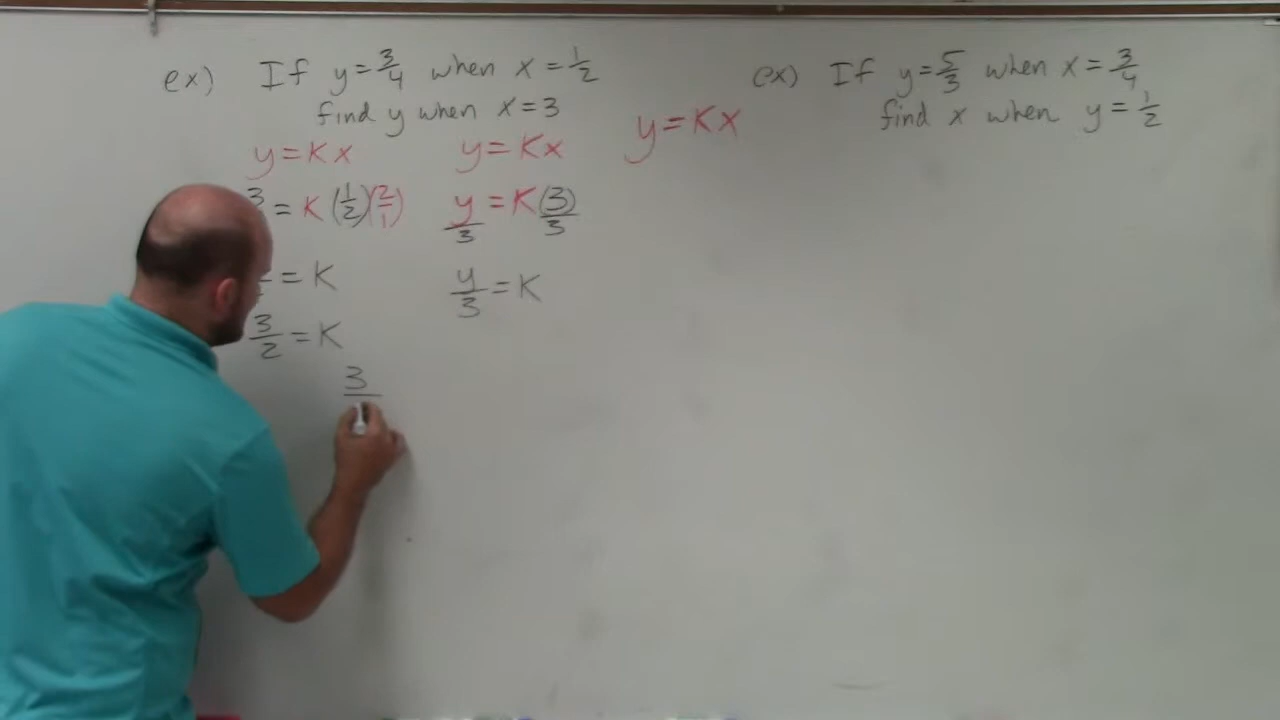 ex) If y = 3/4 when x = 1/2
find y when x = 3
y = Kx
3 = K (1/2)(2/1)
= K
3/2 = K
3
y = Kx
y/3 = K(3)/3
y/3 = K
y = Kx
ex) If y = 5/3 when x = 3/4
find x when y = 1/2